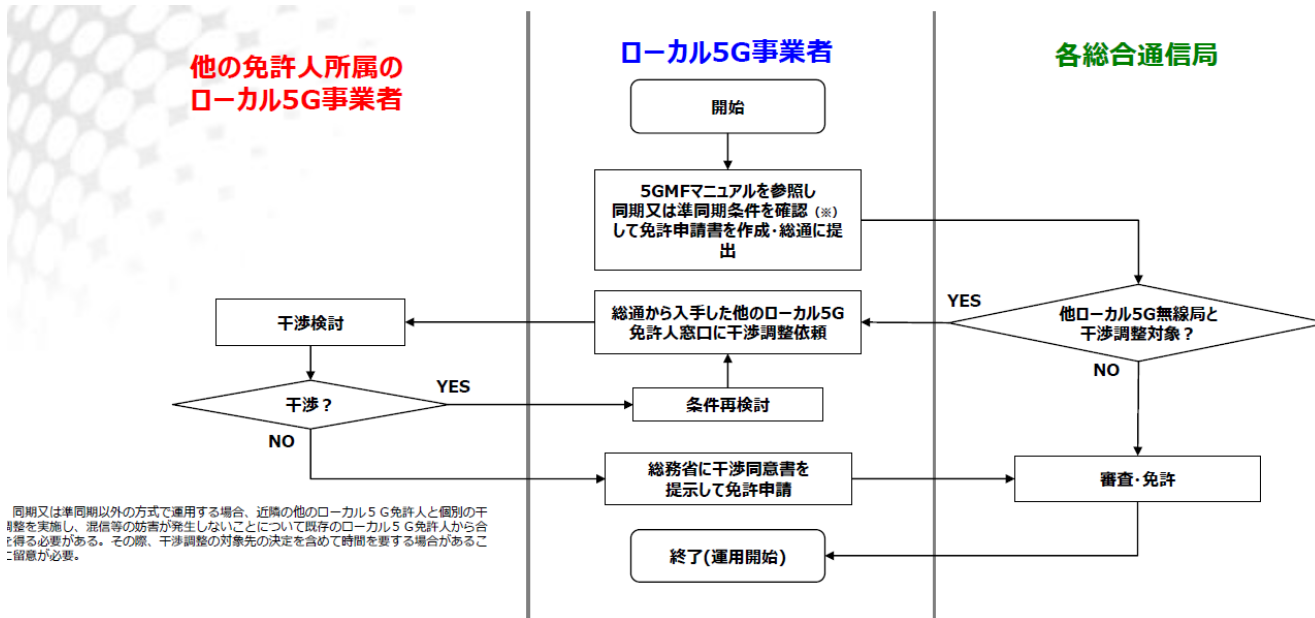 他の免許人所属の
ローカル5G事業者
ローカル5G事業者
各総合通信局
開始
5GMFマニュアルを参照し
同期又は準同期条件を確認（※）
して免許申請書を作成・総通に提
出
他ローカル5G無線局と
干渉調整対象？
YES
NO
総通から入手した他のローカル5G
免許人窓口に干渉調整依頼
干渉検討
干渉？
YES
NO
条件再検討
総務省に干渉同意書を
提示して免許申請
審査・免許
終了(運用開始)
同期又は準同期以外の方式で運用する場合、近隣の他のローカル５Ｇ免許人と個別の干
調整を実施し、混信等の妨害が発生しないことについて既存のローカル５Ｇ免許人から合
を得る必要がある。その際、干渉調整の対象先の決定を含めて時間を要する場合があるこ
に留意が必要。